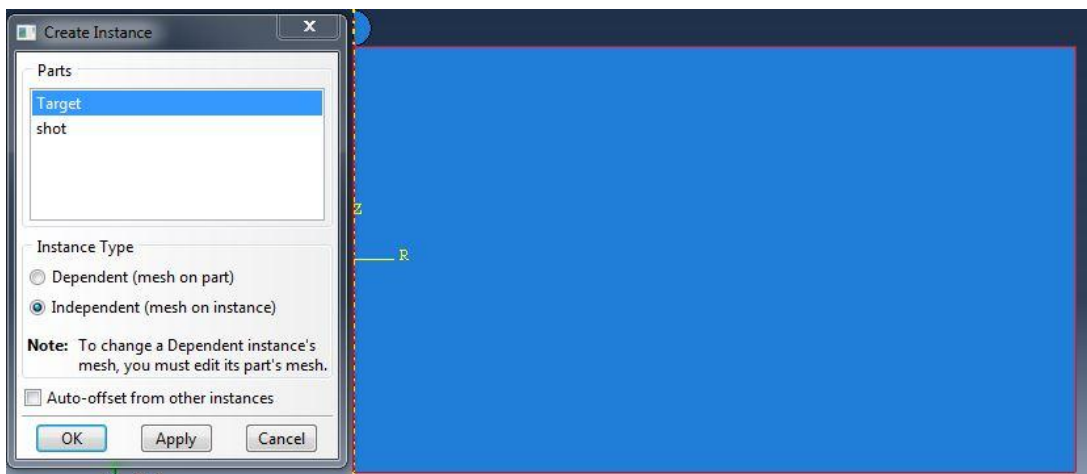 Create Instance
X
Parts
Target
shot
Z
Instance Type
R
Dependent (mesh on part)
Independent (mesh on instance)
Note: To change a Dependent instance's
mesh, you must edit its part's mesh.
Auto-offset from other instances
OK Apply Cancel